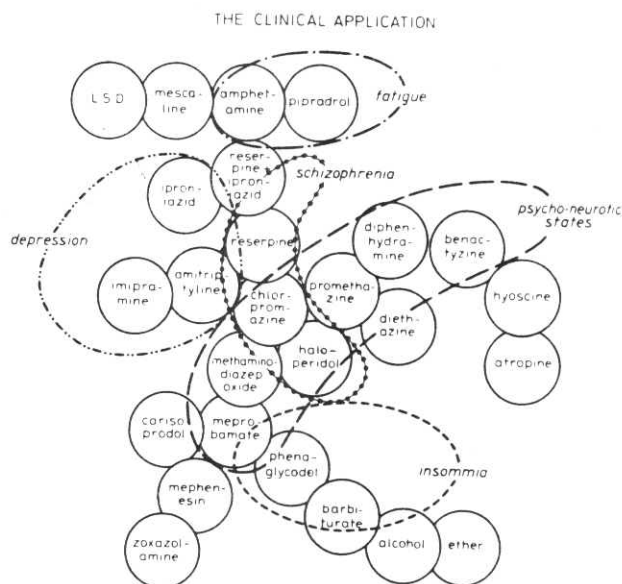 THE CLINICAL APPLICATION
L S D
mesca-
line
amphet-
amine
pipradrol
fatigue
reser-
pine
ipron-
azid
schizophrenia
ipron-
iazid
depression
reserpine
diphen-
hydra-
mine
benac-
tyzine
psycho-neurotic
states
imipra-
mine
amitrip-
tyline
chlor-
prom-
azine
prometha-
zine
dieth-
azine
hyoscine
atropine
methamino-
diazep
oxide
halo-
peridol
cariso
prodol
mepro-
bamate
phena-
glycodol
insommia
mephen-
esin
barbi-
turate
zoxazol-
amine
alcohol
ether